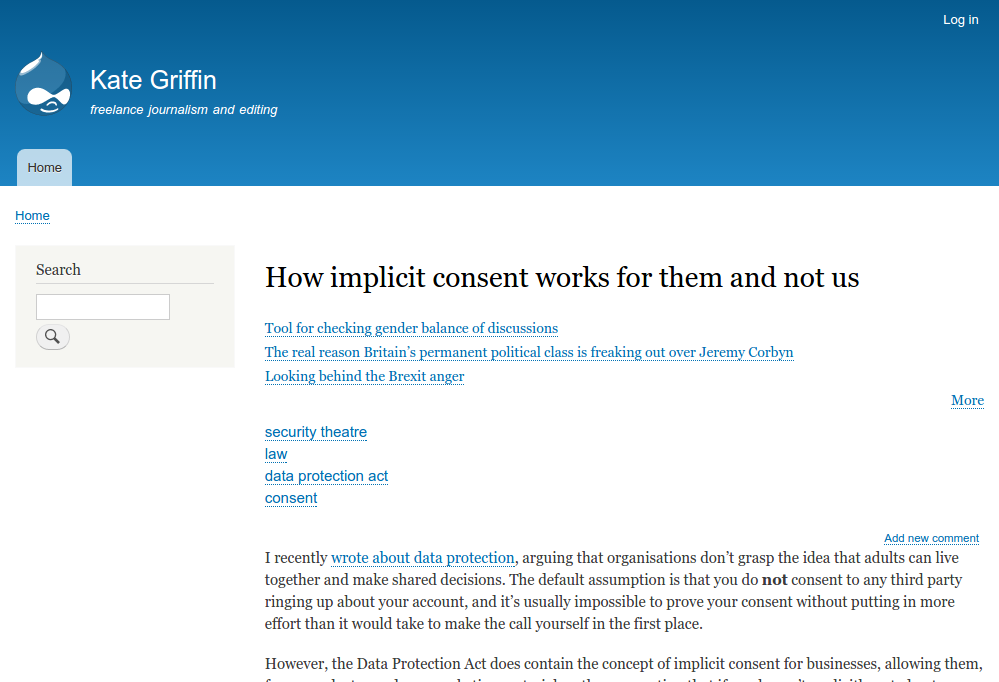 Log in
Kate Griffin
freelance journalism and editing
Home
Home
Search
How implicit consent works for them and not us
Tool for checking gender balance of discussions
The real reason Britain's permanent political class is freaking out over Jeremy Corbyn
Looking behind the Brexit anger
More
security theatre
law
data protection act
consent
Add new comment
I recently wrote about data protection, arguing that organisations don't grasp the idea that adults can live
together and make shared decisions. The default assumption is that you do not consent to any third party
ringing up about your account, and it's usually impossible to prove your consent without putting in more
effort than it would take to make the call yourself in the first place.
However, the Data Protection Act does contain the concept of implicit consent for businesses, allowing them,